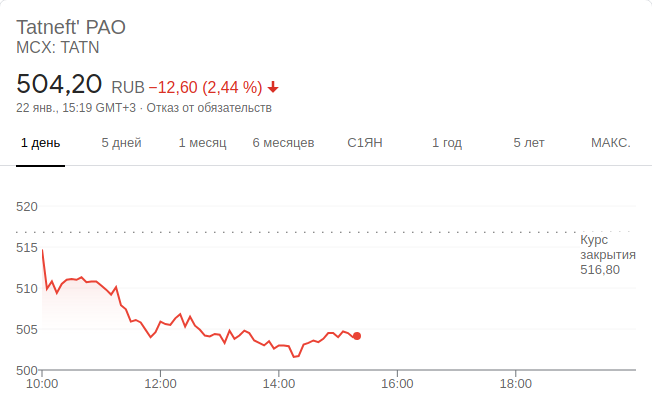 Tatneft' PAO
MCX: TATN
504,20 RUB −12,60 (2,44 %)
22 янв., 15:19 GMT+3 · Отказ от обязательств
1 день 5 дней 1 месяц 6 месяцев С1ЯН 1 год 5 лет МАКС.
520
Курс
закрытия
516,80
515
510
505
500
10:00 12:00 14:00 16:00 18:00